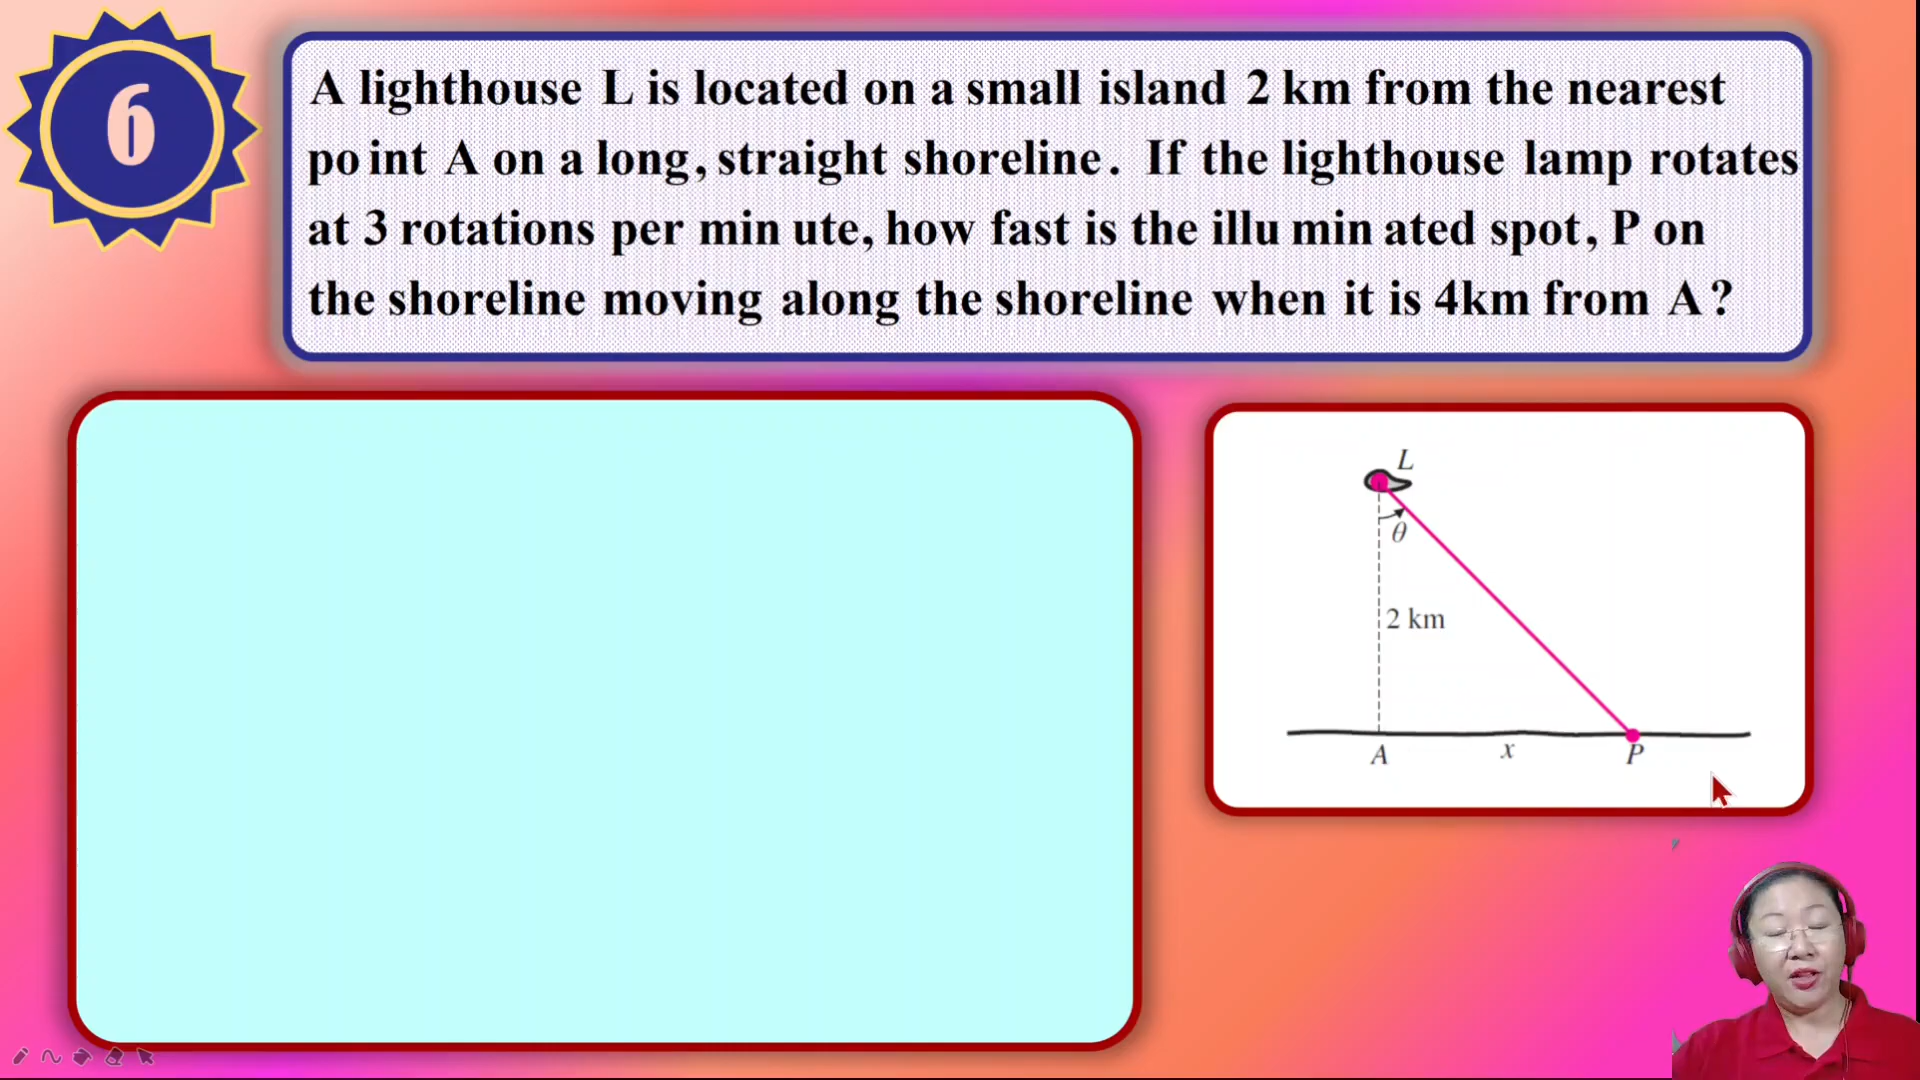 6
A lighthouse L is located on a small island 2 km from the nearest
po int A on a long, straight shoreline. If the lighthouse lamp rotates
at 3 rotations per min ute, how fast is the illu min ated spot, P on
the shoreline moving along the shoreline when it is 4km from A?
L
θ
2 km
A x P